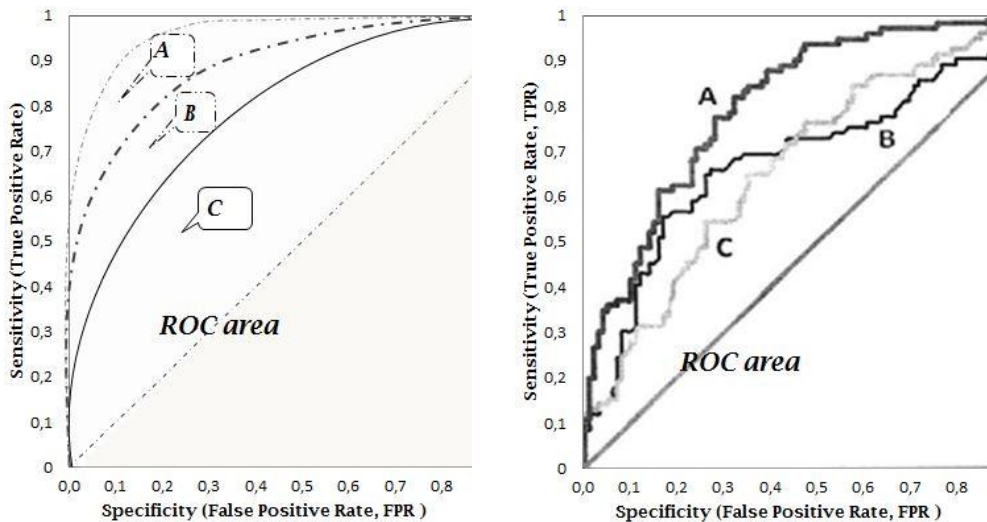 Sensitivity (True Positive Rate)
1
0,9
0,8
0,7
0,6
0,5
0,4
0,3
0,2
0,1
0
A
B
C
ROC area
0,0 0,1 0,2 0,3 0,4 0,5 0,6 0,7 0,8
Specificity (False Positive Rate, FPR )
Sensitivity (True Positive Rate, TPR)
1
0,9
0,8
0,7
0,6
0,5
0,4
0,3
0,2
0,1
0
A
B
C
ROC area
0,0 0,1 0,2 0,3 0,4 0,5 0,6 0,7 0,8
Specificity (False Positive Rate, FPR )